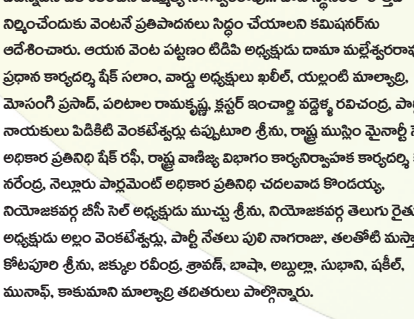 నిర్మించేందుకు వెంటనే ప్రతిపాదనలు సిద్ధం చేయాలని కమిషనర్‌ను
ఆదేశించారు. ఆయన వెంట పట్టణం టిడిపి అధ్యక్షుడు దామా మల్లేశ్వరరావు
ప్రధాన కార్యదర్శి షేక్ సలాం, వార్డు అధ్యక్షులు ఖలీల్, యల్లంటి మాల్యాద్రి,
మోసంగి ప్రసాద్, పరిటాల రామకృష్ణ, క్లస్టర్ ఇంచార్జి వడ్డెళ్ళ రవిచంద్ర,
నాయకులు పిడికిటి వెంకటేశ్వర్లు ఉప్పుటూరి శ్రీను, రాష్ట్ర ముస్లిం మైనార్టీ
అధికార ప్రతినిధి షేక్ రఫీ, రాష్ట్ర వాణిజ్య విభాగం కార్యనిర్వాహక కార్యదర్శి
నరేంద్ర, నెల్లూరు పార్లమెంట్ అధికార ప్రతినిధి చదలవాడ కొండయ్య,
నియోజకవర్గ బీసీ సెల్ అధ్యక్షుడు ముచ్చు శ్రీను, నియోజకవర్గ తెలుగు రైతు
అధ్యక్షుడు అల్లం వెంకటేశ్వర్లు, పార్టీ నేతలు పులి నాగరాజు, తలతోటి
కోటపూరి శ్రీను, జక్కుల రవీంద్ర, శ్రావణ్, బాషా, అబ్దుల్లా, సుభాని, షకీల్,
మునాఫ్, కాకుమాని మాల్యాద్రి తదితరులు పాల్గొన్నారు.